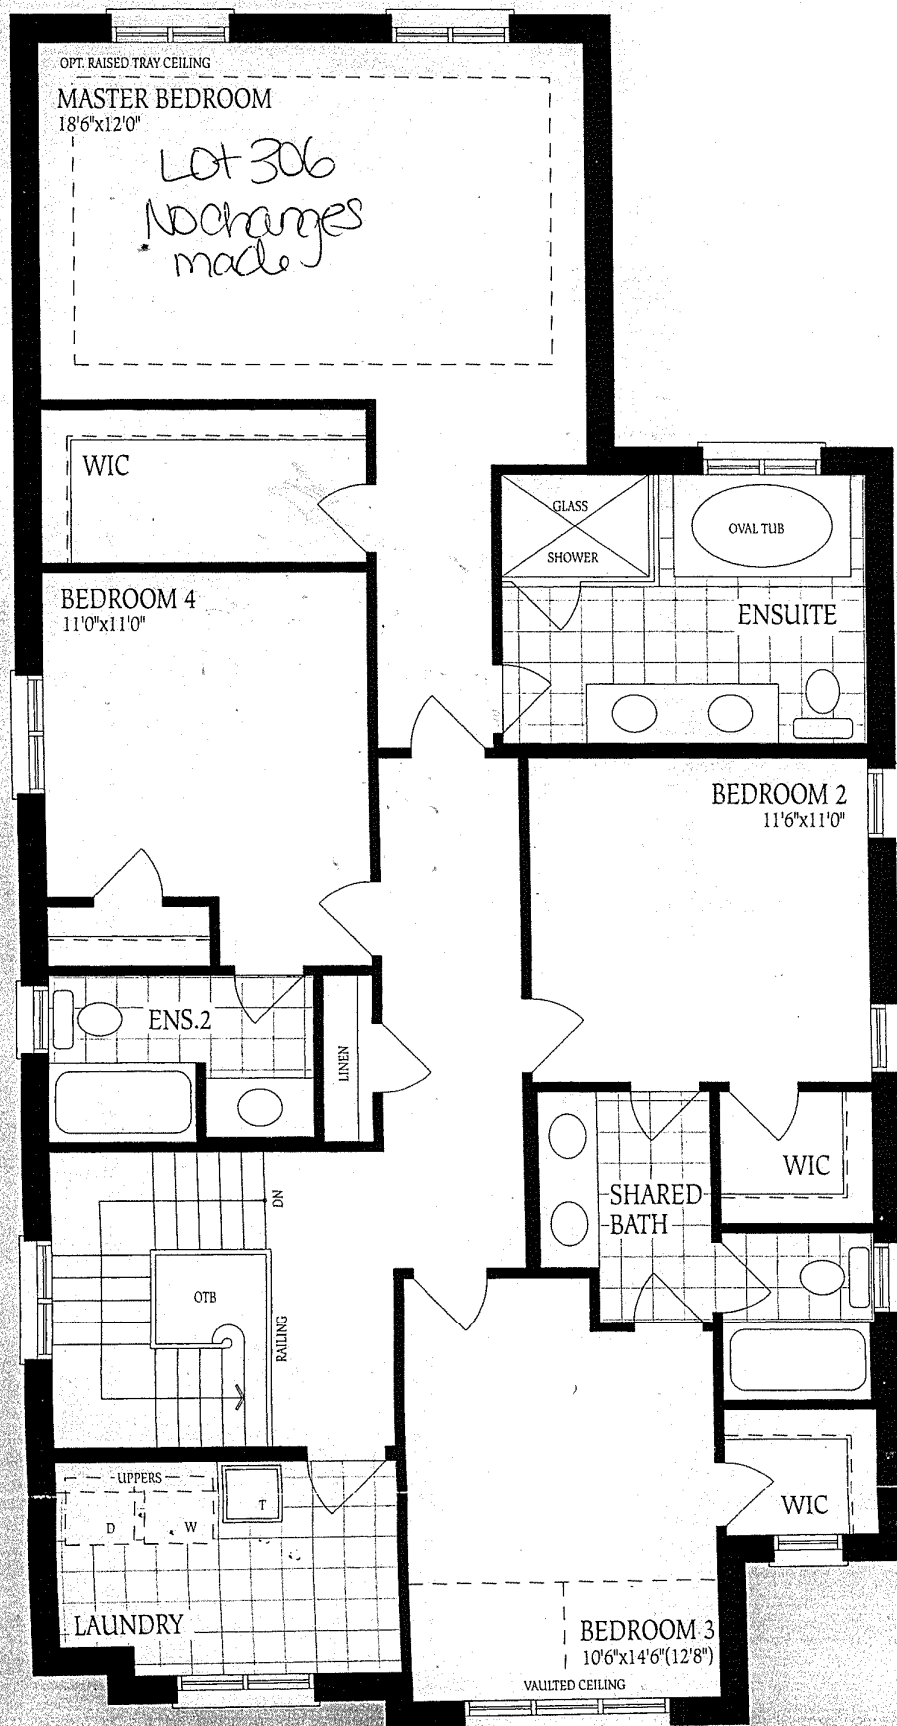 OPT. RAISED TRAY CEILING
MASTER BEDROOM
18'6"x12'0"
Lot 306
No changes
made
WIC
GLASS
SHOWER
OVAL TUB
ENSUITE
BEDROOM 4
11'0"x11'0"
BEDROOM 2
11'6"x11'0"
ENS.2
LINEN
WIC
SHARED
BATH
DN
OTB
RAILING
UPPERS
D
W
T
WIC
LAUNDRY
BEDROOM 3
10'6"x14'6"(12'8")
VAULTED CEILING